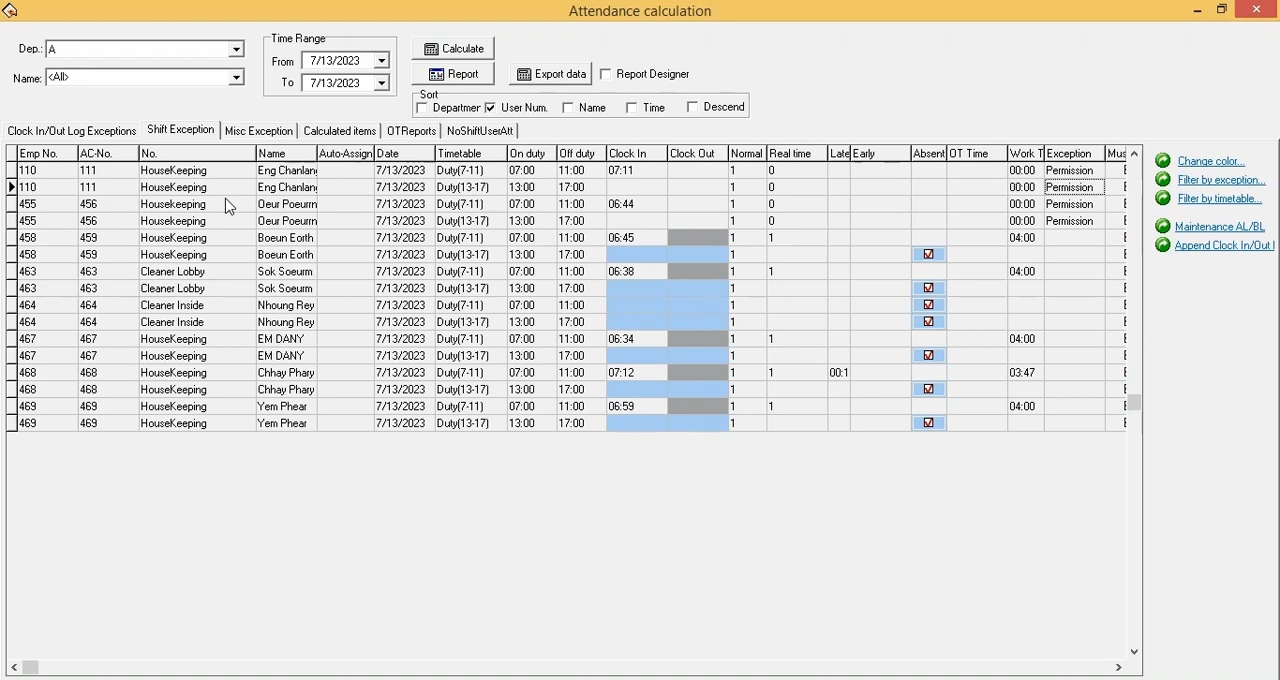 Attendance calculation
Dep.: A
Name: <All>
Time Range
From 7/13/2023
To 7/13/2023
Calculate
Report
Export data
Report Designer
Sort
Departmer User Num. Name Time Descend
Clock In/Out Log Exceptions Shift Exception Misc Exception Calculated items OTReports NoShiftUserAtt
Emp No. AC-No. No. Name Auto-Assign Date Timetable On duty Off duty Clock In Clock Out Normal Real time Late Early Absent OT Time Work T Exception Mus
110 111 HouseKeeping Eng Chanlang 7/13/2023 Duty(7-11) 07:00 11:00 07:11 1 0 00:00 Permission
110 111 HouseKeeping Eng Chanlang 7/13/2023 Duty(13-17) 13:00 17:00 1 0 00:00 Permission
455 456 Housekeeping Oeur Poeurn 7/13/2023 Duty(7-11) 07:00 11:00 06:44 1 0 00:00 Permission
455 456 Housekeeping Oeur Poeurn 7/13/2023 Duty(13-17) 13:00 17:00 1 0 00:00 Permission
458 459 HouseKeeping Boeun Eorth 7/13/2023 Duty(7-11) 07:00 11:00 06:45 1 1 04:00
458 459 HouseKeeping Boeun Eorth 7/13/2023 Duty(13-17) 13:00 17:00 1
463 463 Cleaner Lobby Sok Soeurm 7/13/2023 Duty(7-11) 07:00 11:00 06:38 1 1 04:00
463 463 Cleaner Lobby Sok Soeurm 7/13/2023 Duty(13-17) 13:00 17:00 1
464 464 Cleaner Inside Nhoung Rey 7/13/2023 Duty(7-11) 07:00 11:00 1
464 464 Cleaner Inside Nhoung Rey 7/13/2023 Duty(13-17) 13:00 17:00 1
467 467 HouseKeeping EM DANY 7/13/2023 Duty(7-11) 07:00 11:00 06:34 1 1 04:00
467 467 HouseKeeping EM DANY 7/13/2023 Duty(13-17) 13:00 17:00 1
468 468 HouseKeeping Chhay Phary 7/13/2023 Duty(7-11) 07:00 11:00 07:12 1 1 00:1 03:47
468 468 HouseKeeping Chhay Phary 7/13/2023 Duty(13-17) 13:00 17:00 1
469 469 HouseKeeping Yem Phear 7/13/2023 Duty(7-11) 07:00 11:00 06:59 1 1 04:00
469 469 HouseKeeping Yem Phear 7/13/2023 Duty(13-17) 13:00 17:00 1
Change color...
Filter by exception...
Filter by timetable...
Maintenance AL/BL
Append Clock In/Out